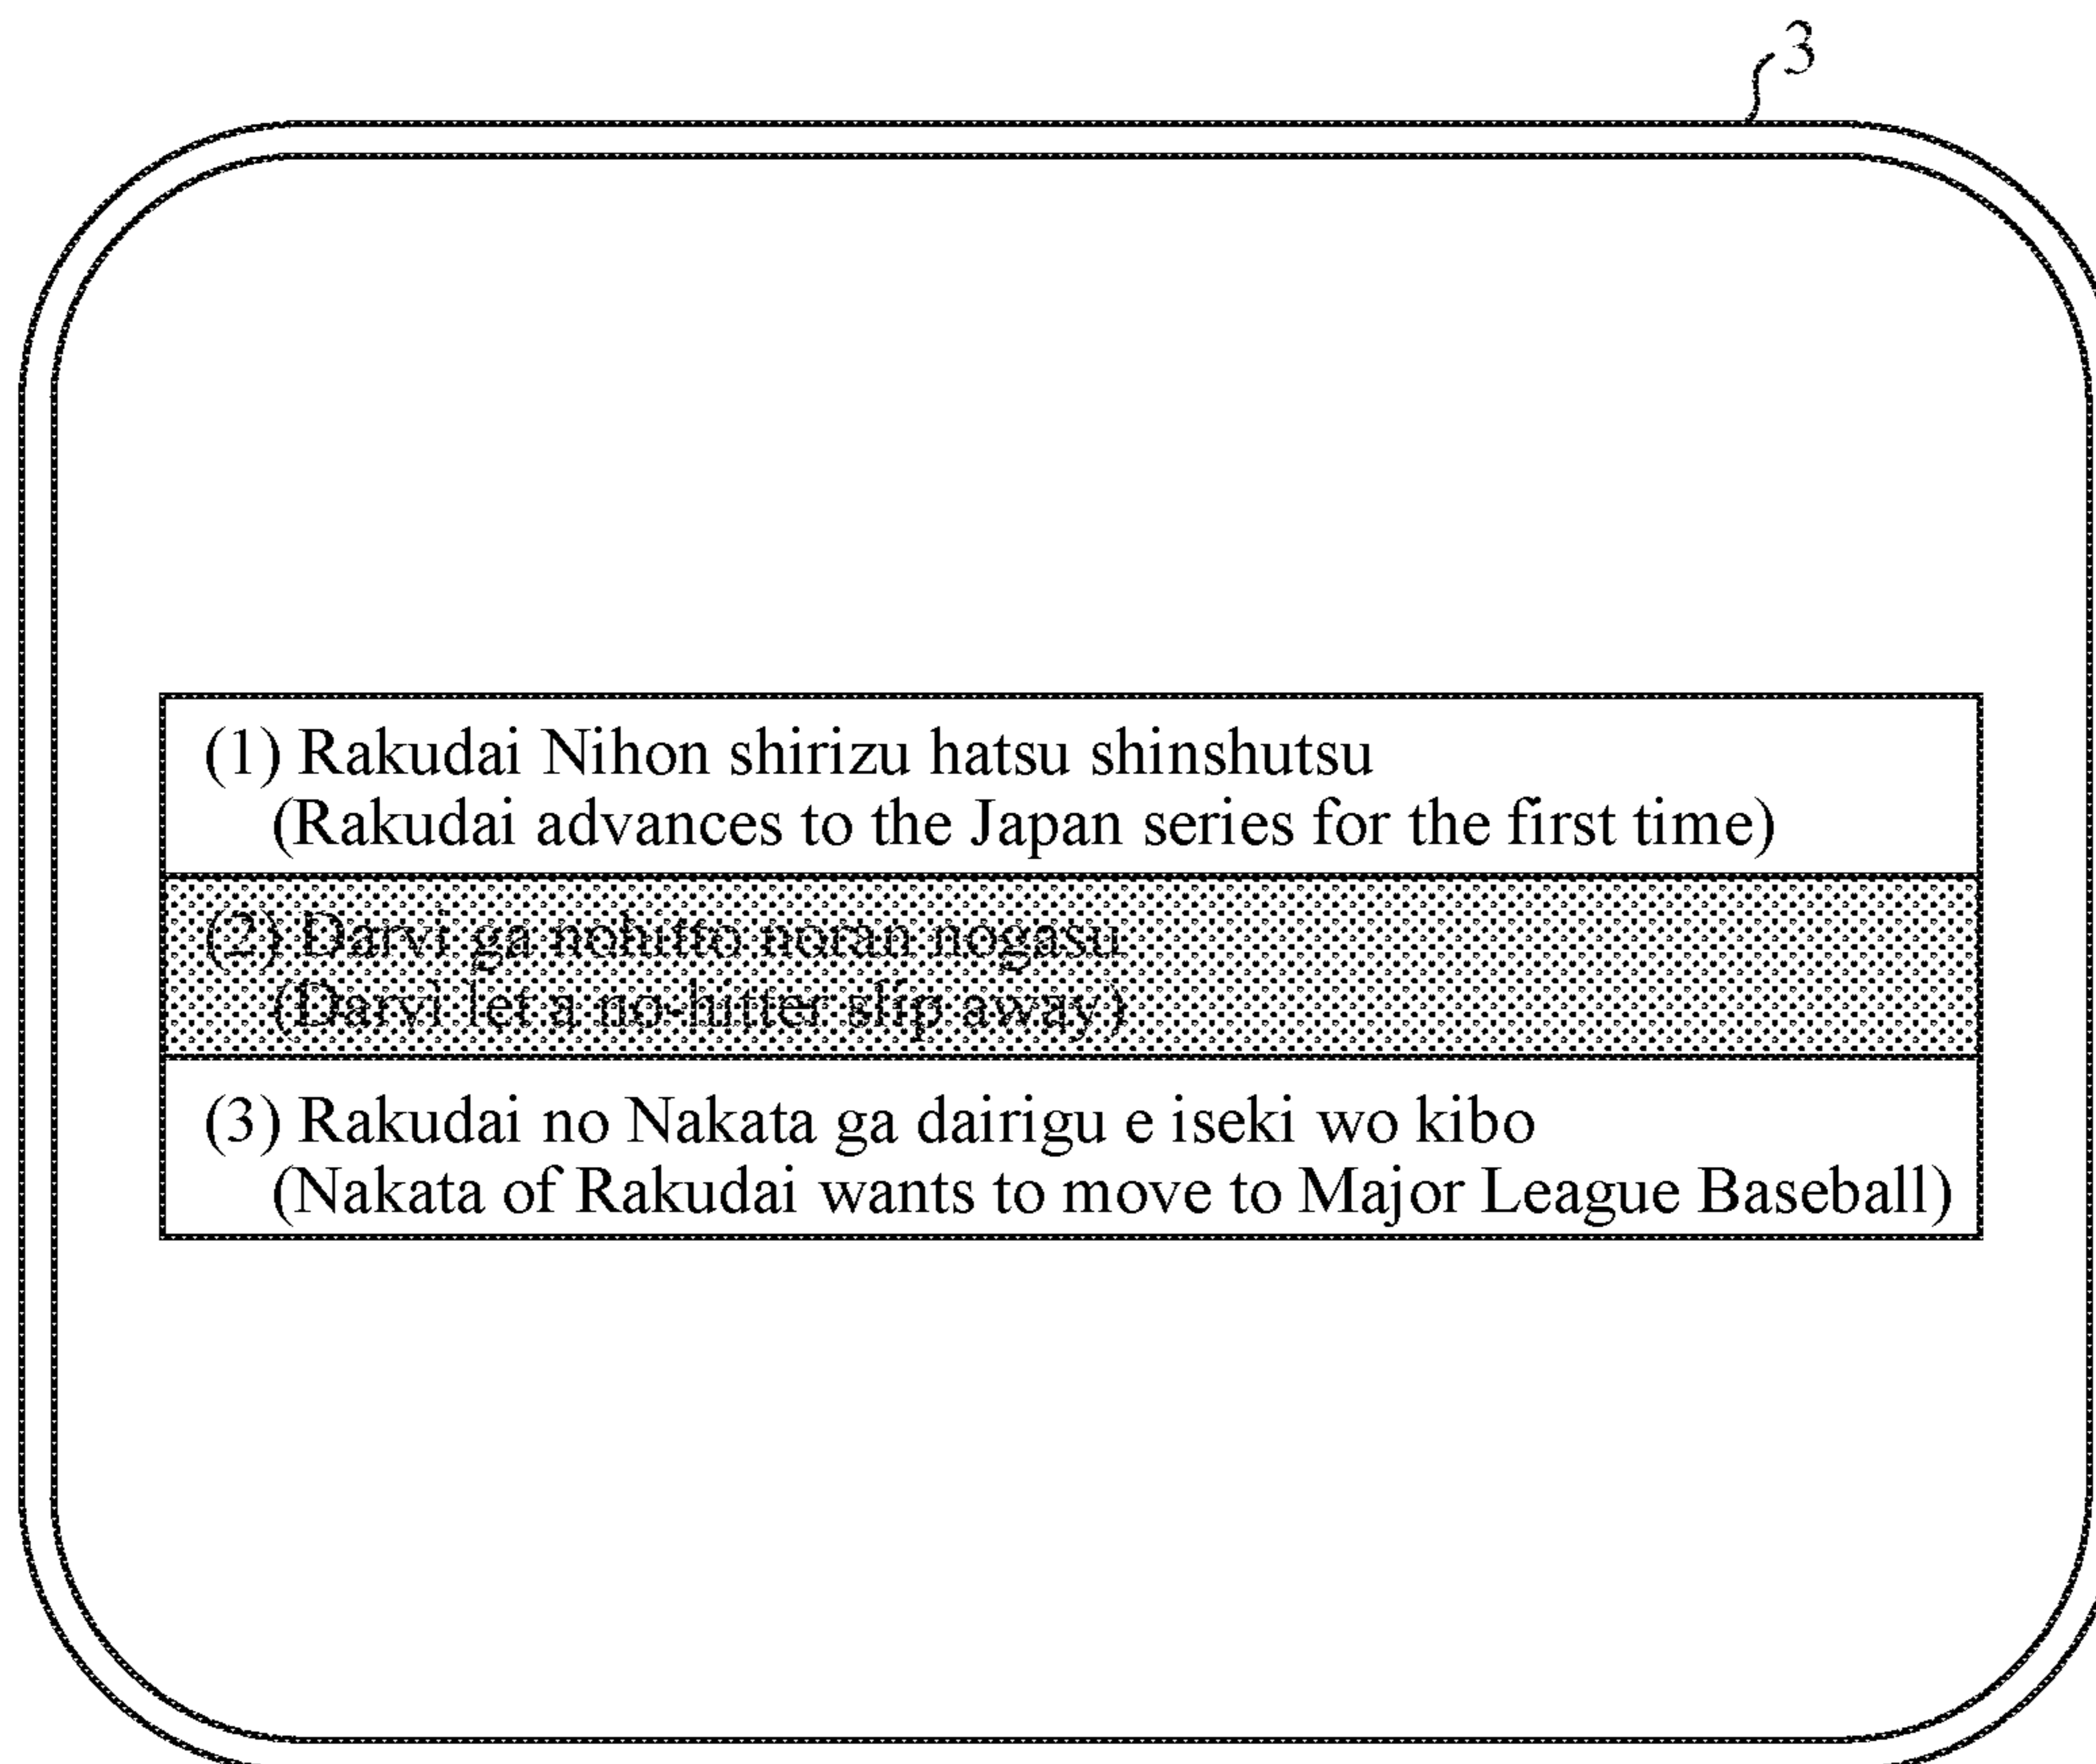 3
(1) Rakudai Nihon shirizu hatsu shinshutsu
(Rakudai advances to the Japan series for the first time)
(2) Darvi ga nohitto noran nogasu
(Darvi let a no-hitter slip away)
(3) Rakudai no Nakata ga dairigu e iseki wo kibo
(Nakata of Rakudai wants to move to Major League Baseball)